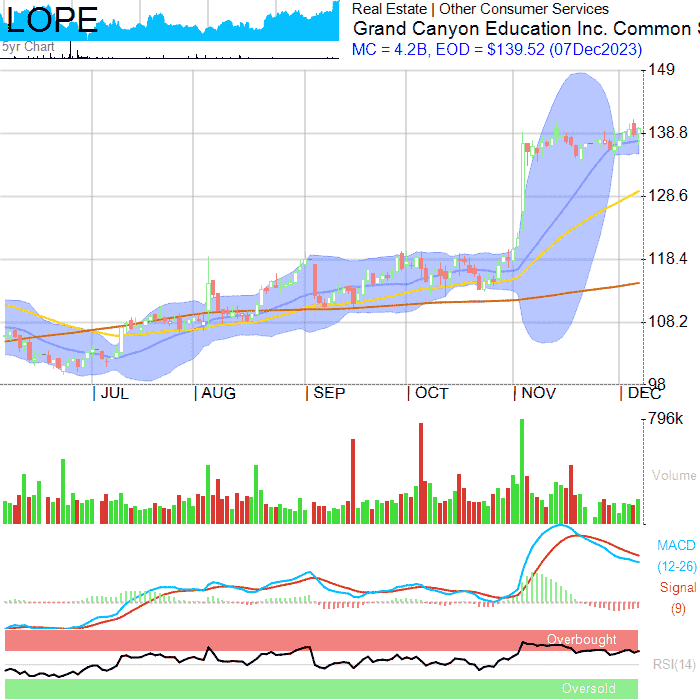 LOPE
5yr Chart
Real Estate | Other Consumer Services
Grand Canyon Education Inc. Common S
MC = 4.2B, EOD = $139.52 (07Dec2023)
149
138.8
128.6
118.4
108.2
98
JUL AUG SEP OCT NOV DEC
796k
Volume
MACD
(12-26)
Signal
(9)
Overbought
RSI(14)
Oversold